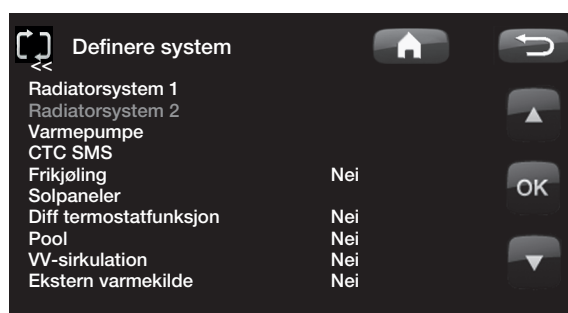 Definere system
<<
Radiatorsystem 1
Radiatorsystem 2
Varmepumpe
CTC SMS
Frikjøling Nei
Solpaneler
Diff termostatfunksjon Nei
Pool Nei
VV-sirkulation Nei
Ekstern varmekilde Nei
OK